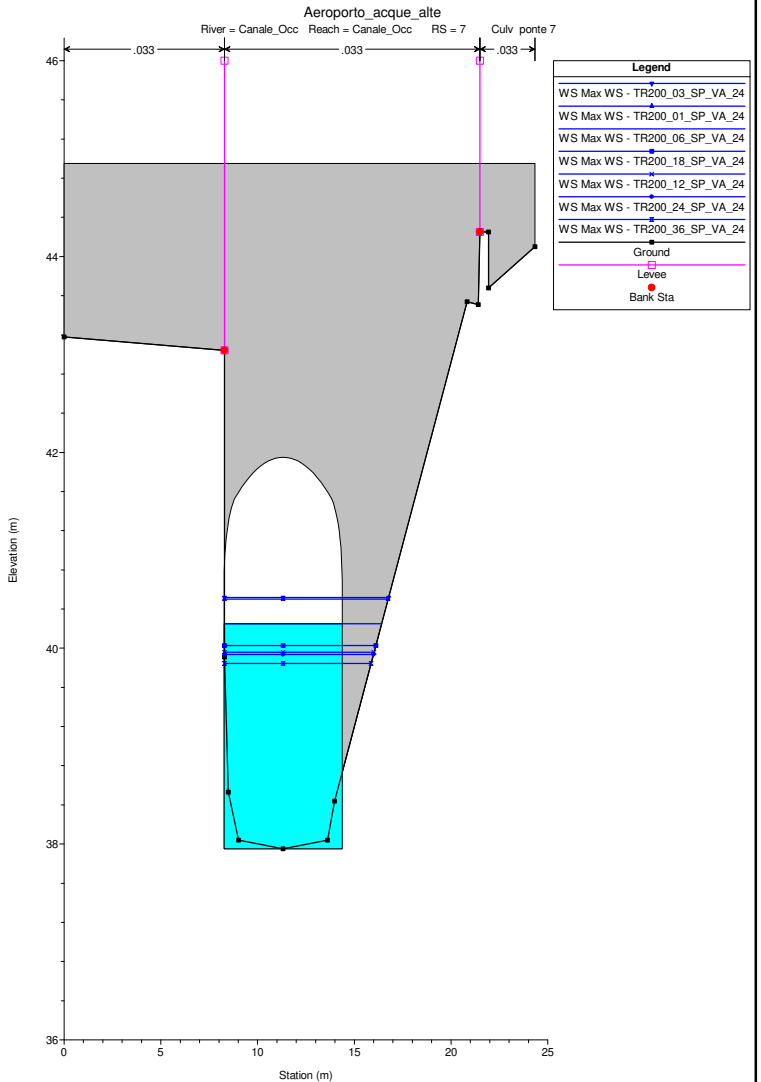 Aeroporto_acque_alte
River = Canale_Occ Reach = Canale_Occ RS = 7 Culv ponte 7
.033 .033 .033
Legend
WS Max WS - TR200_03_SP_VA_24
WS Max WS - TR200_01_SP_VA_24
WS Max WS - TR200_06_SP_VA_24
WS Max WS - TR200_18_SP_VA_24
WS Max WS - TR200_12_SP_VA_24
WS Max WS - TR200_24_SP_VA_24
WS Max WS - TR200_36_SP_VA_24
Ground
Levee
Bank Sta
46
44
42
40
38
36
Elevation (m)
0 5 10 15 20 25
Station (m)